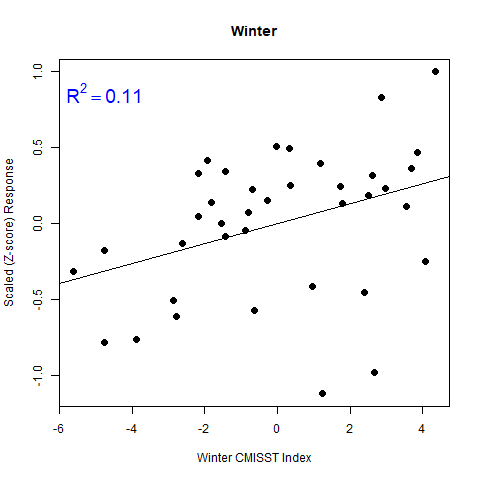 Winter
R² = 0.11
1.0
0.5
0.0
-0.5
-1.0
Scaled (Z-score) Response
-6 -4 -2 0 2 4
Winter CMISST Index